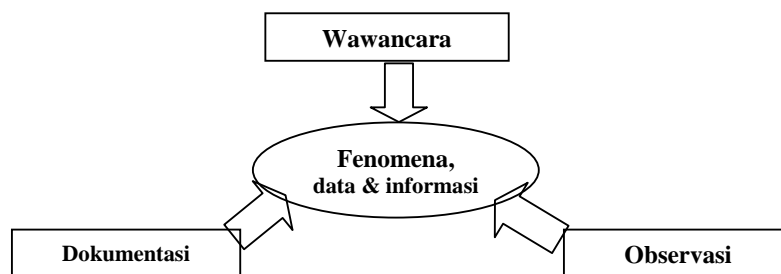 Wawancara
Fenomena,
data & informasi
Dokumentasi
Observasi